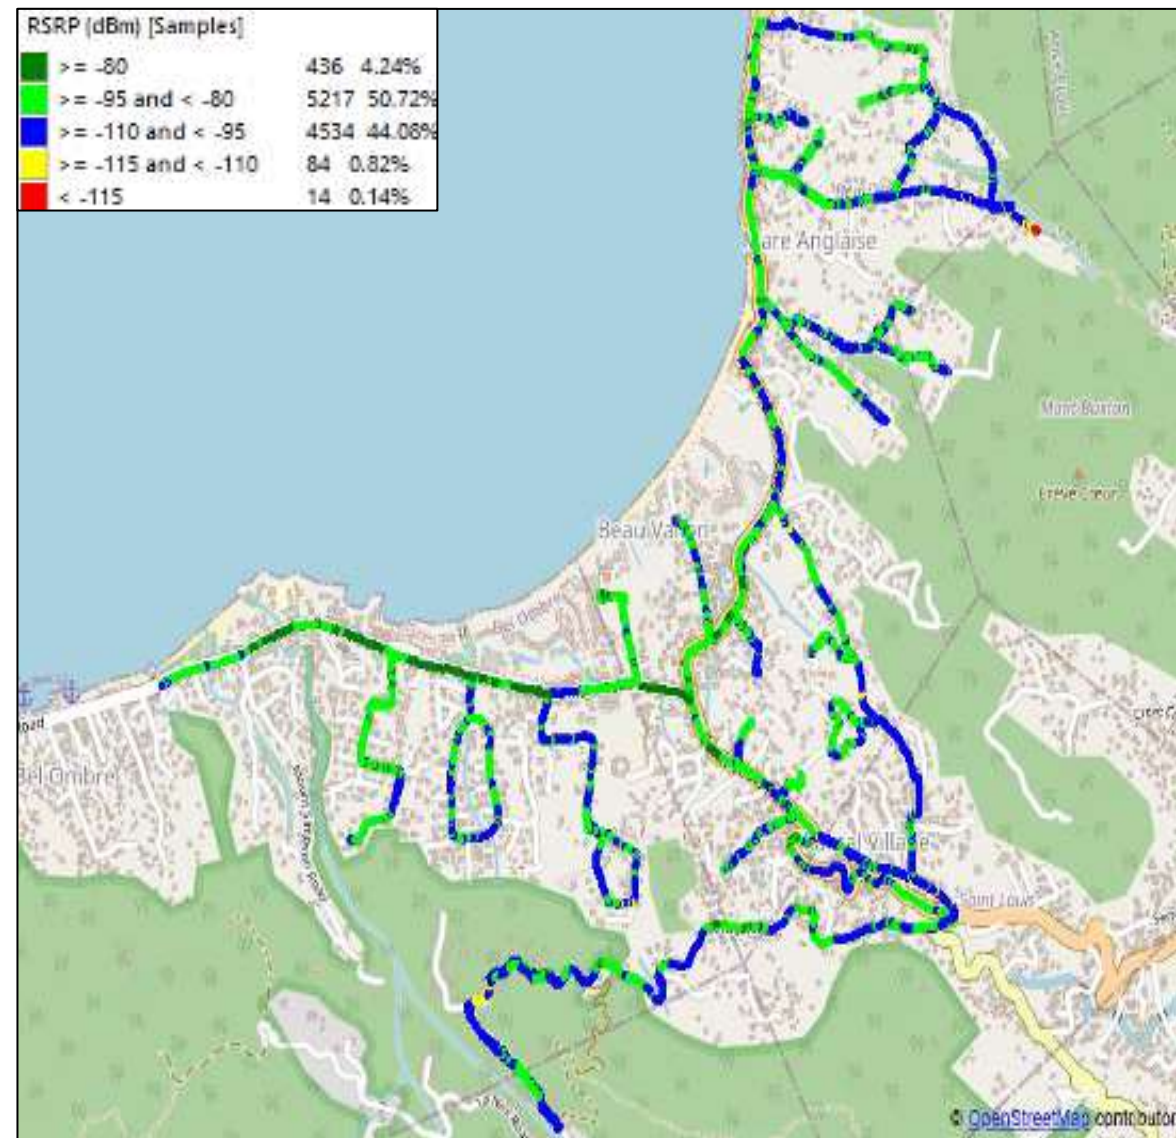 RSRP (dBm) [Samples]
>= -80 436 4.24%
>= -95 and < -80 5217 50.72%
>= -110 and < -95 4534 44.08%
>= -115 and < -110 84 0.82%
< -115 14 0.14%
are Anglaise
Mont Buxton
Beau Vallon
Bel Ombre
Saint Louis
© OpenStreetMap contributor